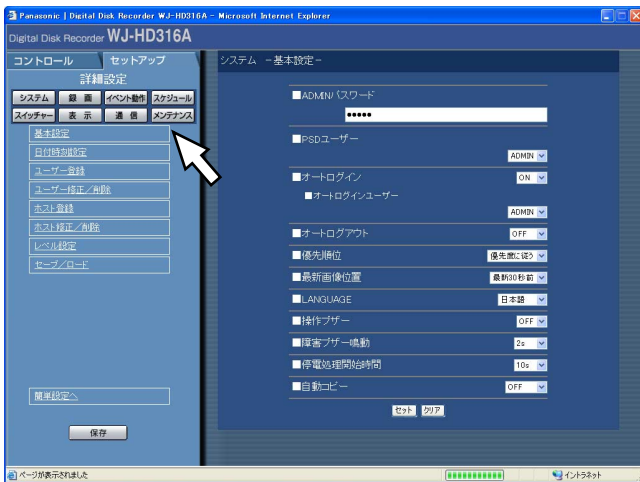 Panasonic | Digital Disk Recorder WJ-HD316A - Microsoft Internet Explorer
Digital Disk Recorder WJ-HD316A
コントロール セットアップ
詳細設定
システム 録画 イベント動作 スケジュール
スイッチャー 表示 通信 メンテナンス
基本設定
日付時刻設定
ユーザー登録
ユーザー修正／削除
ホスト登録
ホスト修正／削除
レベル設定
セーブ／ロード
簡単設定へ
保存
システム －基本設定－
■ADMINパスワード
●●●●●
■PSDユーザー
ADMIN
■オートログイン ON
■オートログインユーザー
ADMIN
■オートログアウト OFF
■優先順位 優先度に従う
■最新画像位置 最新30秒前
■LANGUAGE 日本語
■操作ブザー OFF
■障害ブザー鳴動 2s
■停電処理開始時間 10s
■自動コピー OFF
セット クリア
ページが表示されました イントラネット